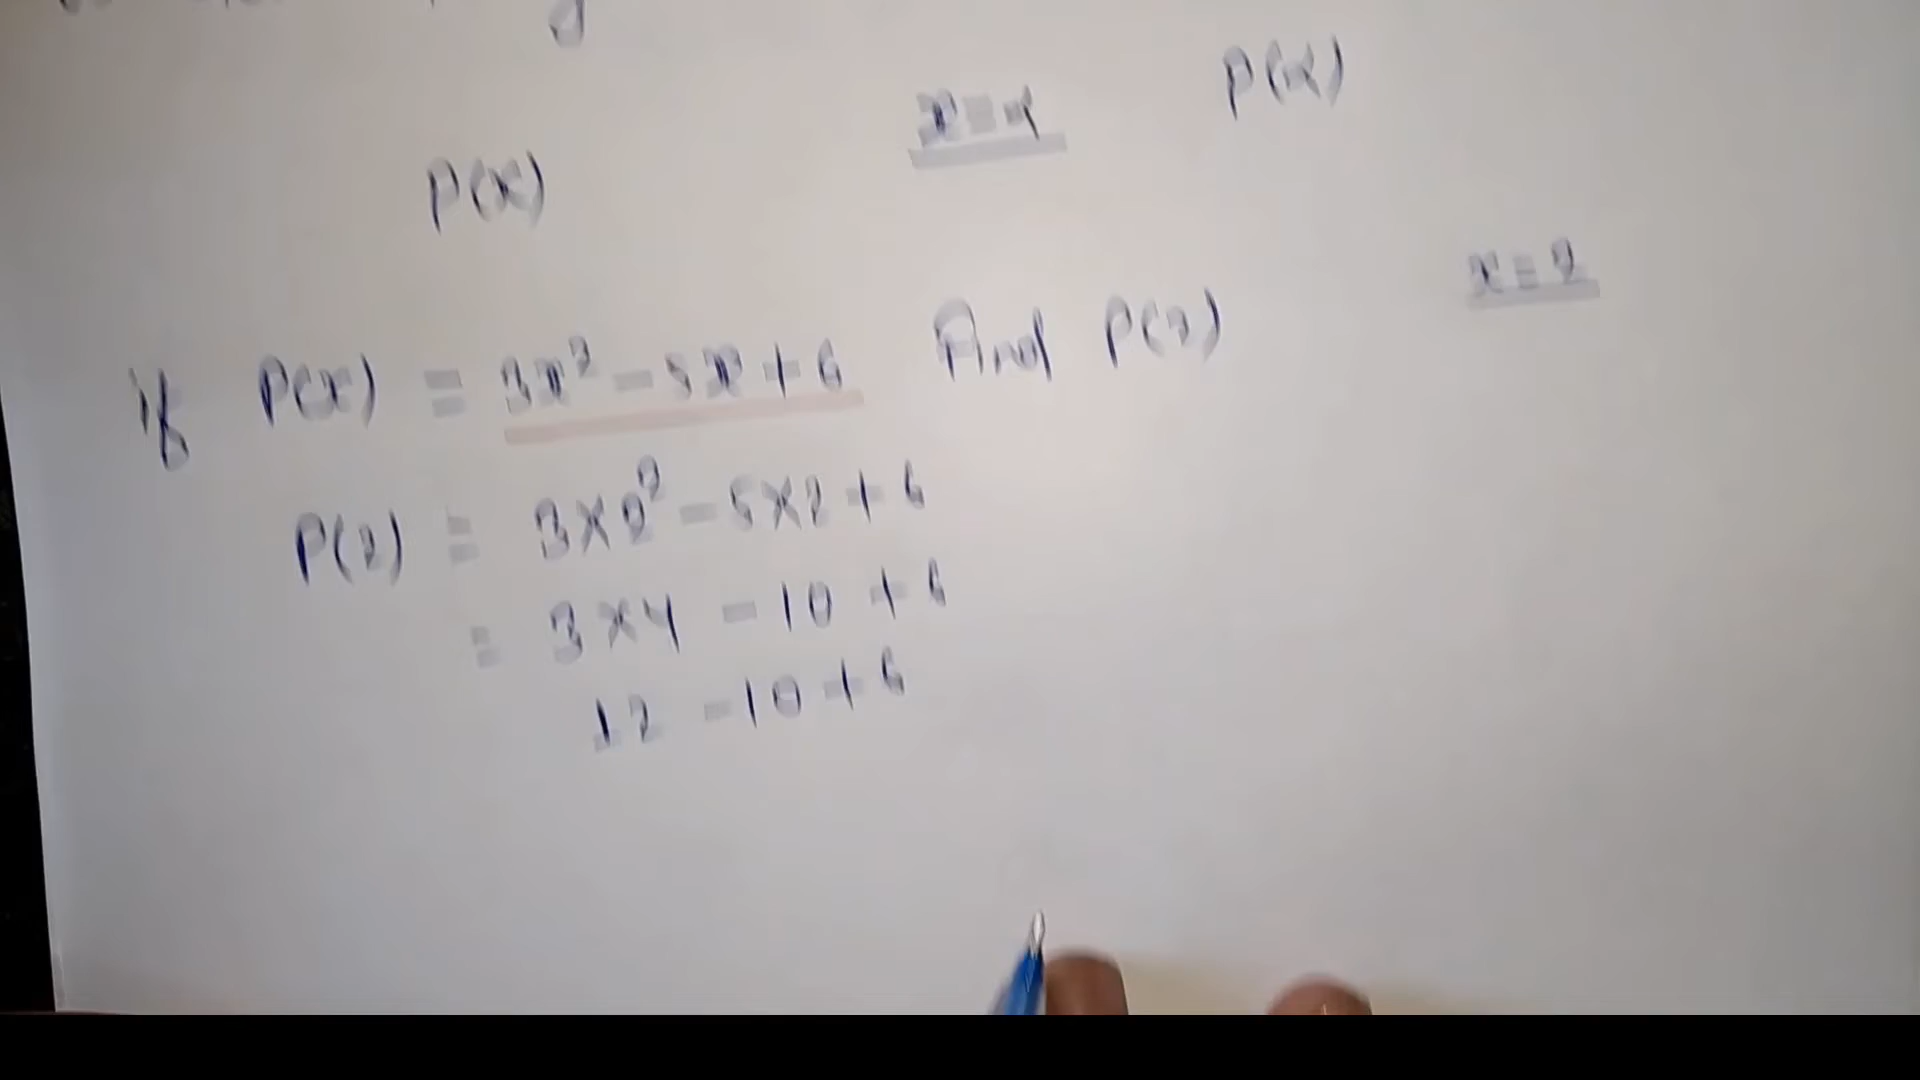 x = α P(α)
P(x)
x = 2
if P(x) = 3x² - 5x + 6 Find P(2)
P(2) = 3×2² - 5×2 + 6
= 3×4 - 10 + 6
12 - 10 + 6